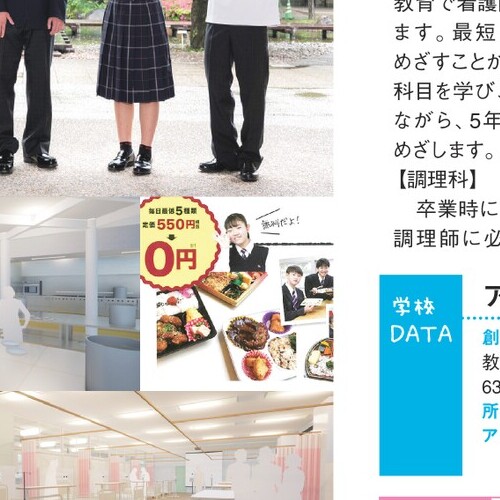 教育で看護
ます。最短
めざすことが
科目を学び、
ながら、5年
めざします。
【調理科】
卒業時に
調理師に必
毎日最低5種類
定価550円
0円
無料だよ!
学校
DATA
創
教
63
所
ア